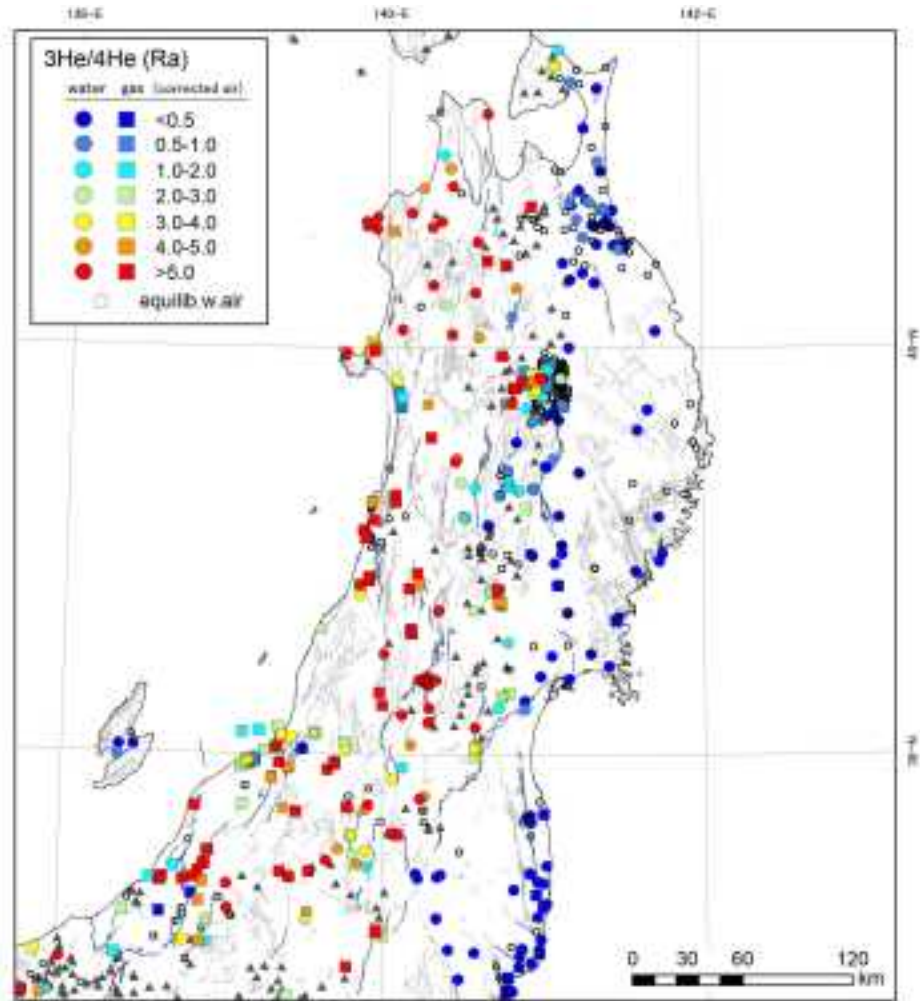 140°E
142°E
3He/4He (Ra)
water gas (corrected air)
<0.5
0.5-1.0
1.0-2.0
2.0-3.0
3.0-4.0
4.0-5.0
>5.0
equilib w.air
0 30 60 120
km